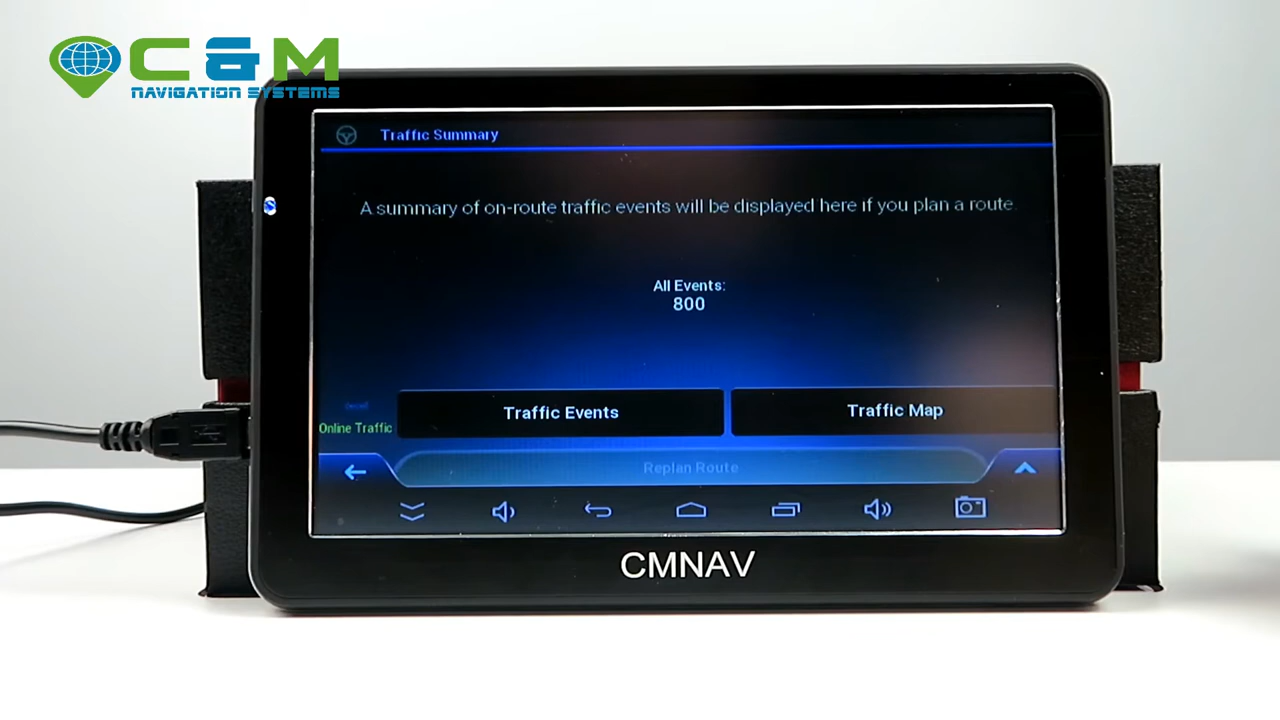 C & M
NAVIGATION SYSTEMS
Traffic Summary
A summary of on-route traffic events will be displayed here if you plan a route.
All Events:
800
Online Traffic
Traffic Events
Traffic Map
Replan Route
CMNAV